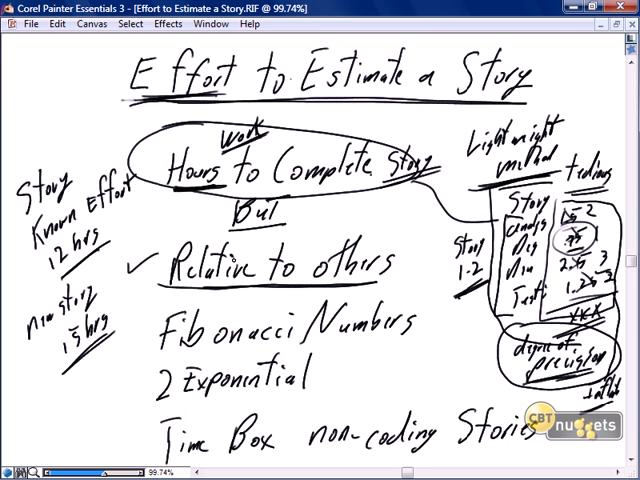 Corel Painter Essentials 3 - [Effort to Estimate a Story.RIF @ 99.74%]
File Edit Canvas Select Effects Window Help
Effort to Estimate a Story
work
Hours to Complete Story
But
Relative to others
Fibonacci Numbers
2 Exponential
Time Box non-coding Stories
Story
Known Effort
12 hrs
new story
15 hrs
Lightweight
method
tedious
Story
Story
1-2
Testi
xxx
degree of
precision
CBT
nuggets
99.74%